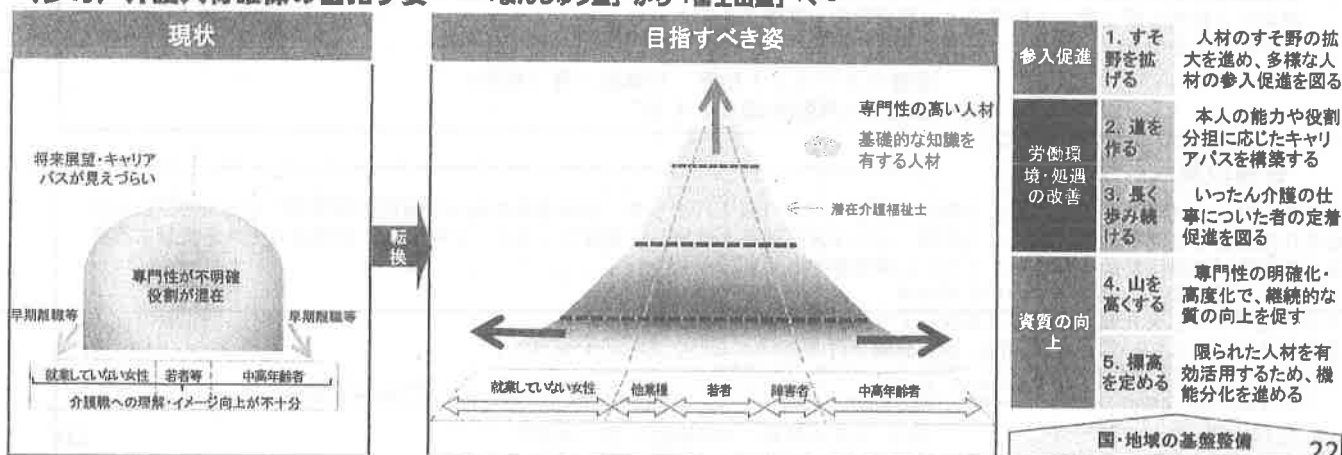 現状
将来展望・キャリア
パスが見えづらい
専門性が不明確
役割が混在
早期離職等
早期離職等
就業していない女性
若者等
中高年齢者
介護職への理解・イメージ向上が不十分
転換
目指すべき姿
専門性の高い人材
基礎的な知識を
有する人材
潜在介護福祉士
就業していない女性
他業種
若者
障害者
中高年齢者
参入促進
1. すそ
野を拡
げる
人材のすそ野の拡
大を進め、多様な人
材の参入促進を図る
労働環
境・処遇
の改善
2. 道を
作る
本人の能力や役割
分担に応じたキャリ
アパスを構築する
3. 長く
歩み続
ける
いったん介護の仕
事についた者の定着
促進を図る
資質の向
上
4. 山を
高くする
専門性の明確化・
高度化で、継続的な
質の向上を促す
5. 標高
を定める
限られた人材を有
効活用するため、機
能分化を進める
国・地域の基盤整備
22